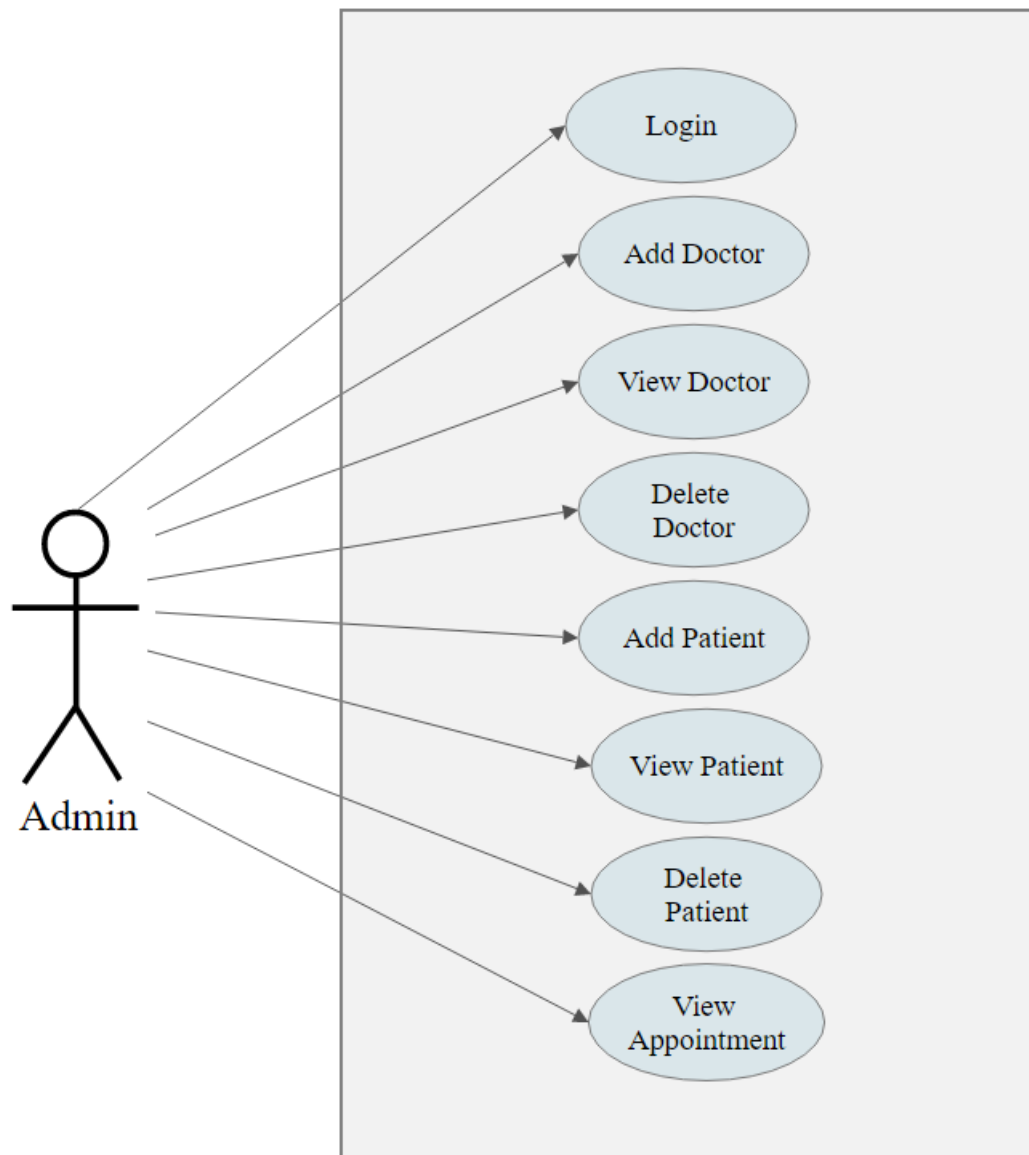 Login
Add Doctor
View Doctor
Delete
Doctor
Add Patient
View Patient
Admin
Delete
Patient
View
Appointment